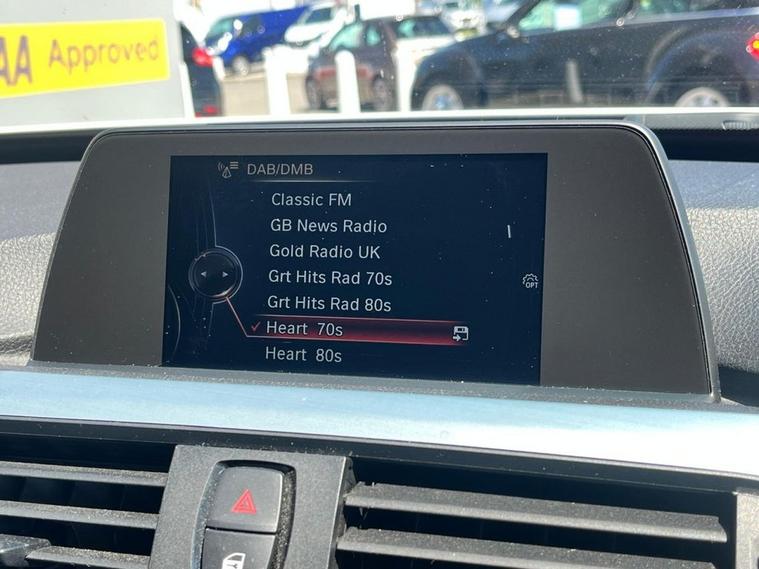 AA Approved
DAB/DMB
Classic FM
GB News Radio
Gold Radio UK
Grt Hits Rad 70s
Grt Hits Rad 80s
Heart 70s
Heart 80s
OPT